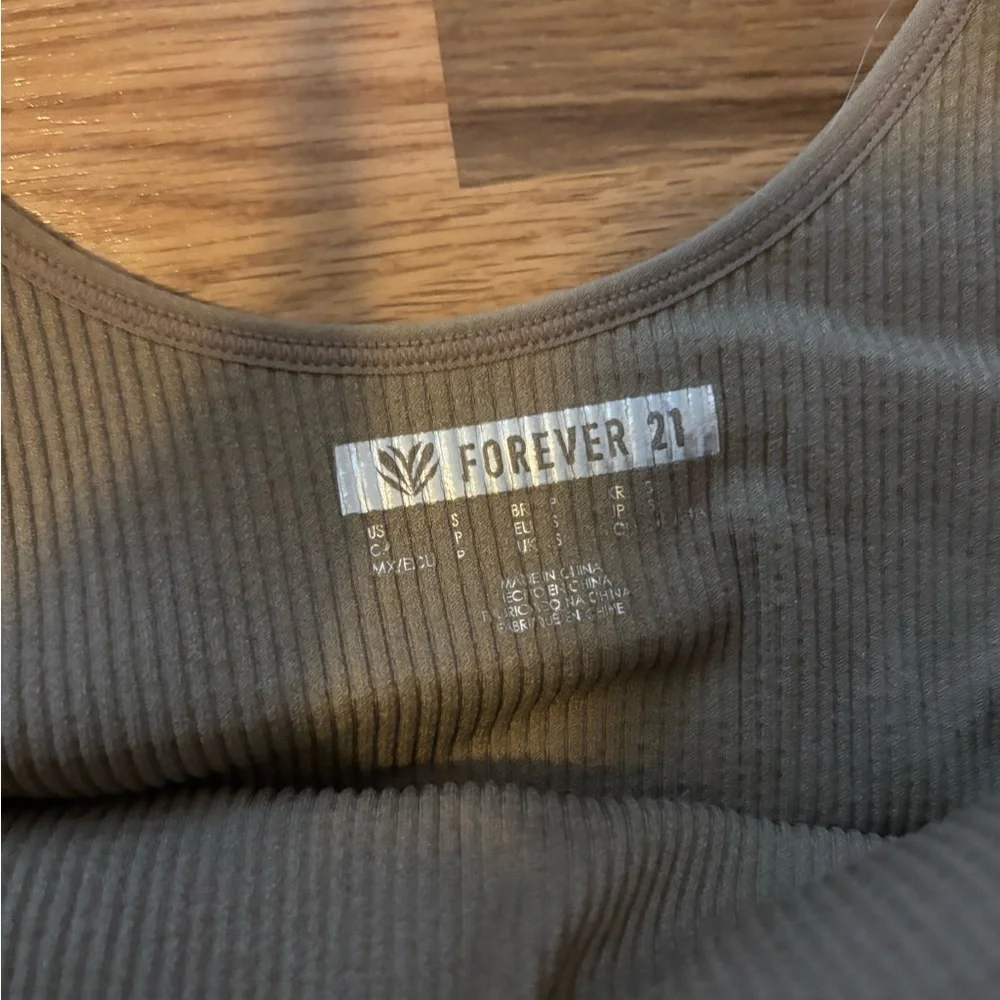 FOREVER 21
US S BR P KR S
CA P EU S JP S
MX/ECU P UK S
MADE IN CHINA
HECHO EN CHINA
FABRICADO NA CHINA
FABRIQUÉ EN CHINE